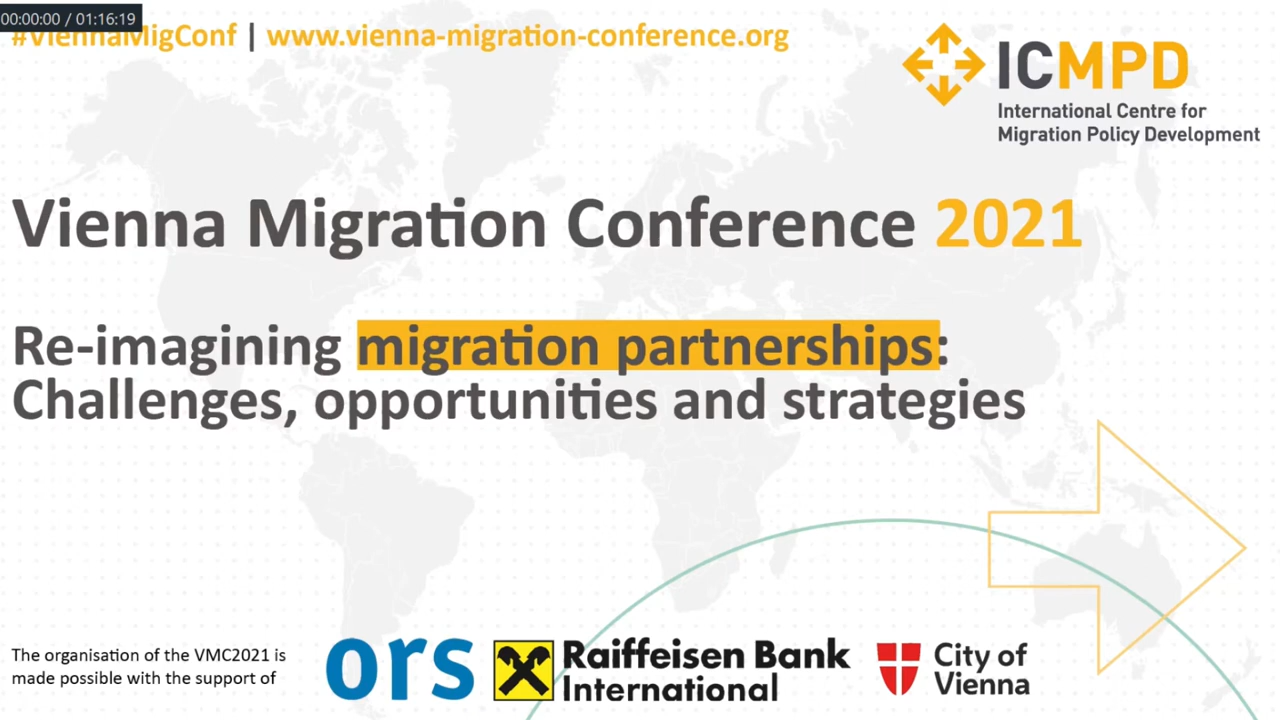 00:00:00 / 01:16:19
#ViennaMigConf | www.vienna-migration-conference.org
ICMPD
International Centre for
Migration Policy Development
Vienna Migration Conference 2021
Re-imagining migration partnerships:
Challenges, opportunities and strategies
The organisation of the VMC2021 is
made possible with the support of
ors
Raiffeisen Bank
International
City of
Vienna